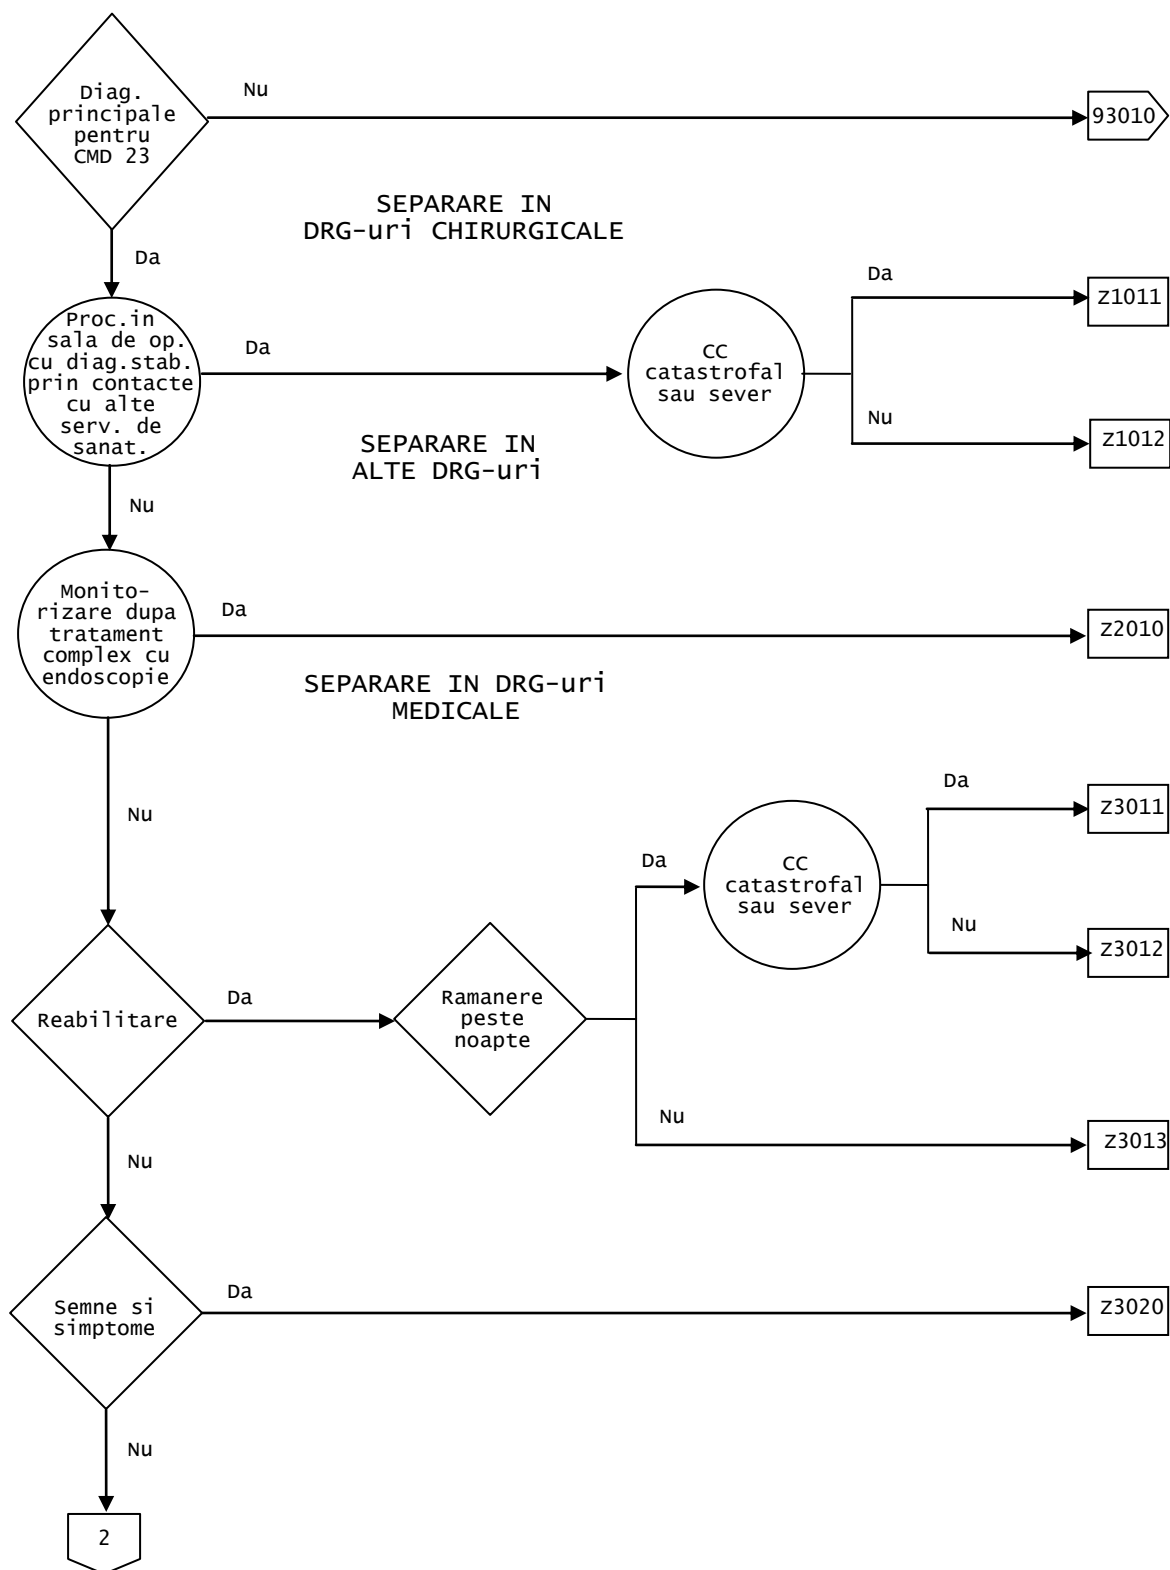 Diag.
principale
pentru
CMD 23
Nu
93010
SEPARARE IN
DRG-uri CHIRURGICALE
Da
Proc.in
sala de op.
cu diag.stab.
prin contacte
cu alte
serv. de
sanat.
Da
CC
catastrofal
sau sever
Da
Z1011
Nu
Z1012
SEPARARE IN
ALTE DRG-uri
Nu
Monito-
rizare dupa
tratament
complex cu
endoscopie
Da
Z2010
SEPARARE IN DRG-uri
MEDICALE
Nu
Reabilitare
Da
Ramanere
peste
noapte
Da
CC
catastrofal
sau sever
Da
Z3011
Nu
Z3012
Nu
Z3013
Nu
Semne si
simptome
Da
Z3020
Nu
2